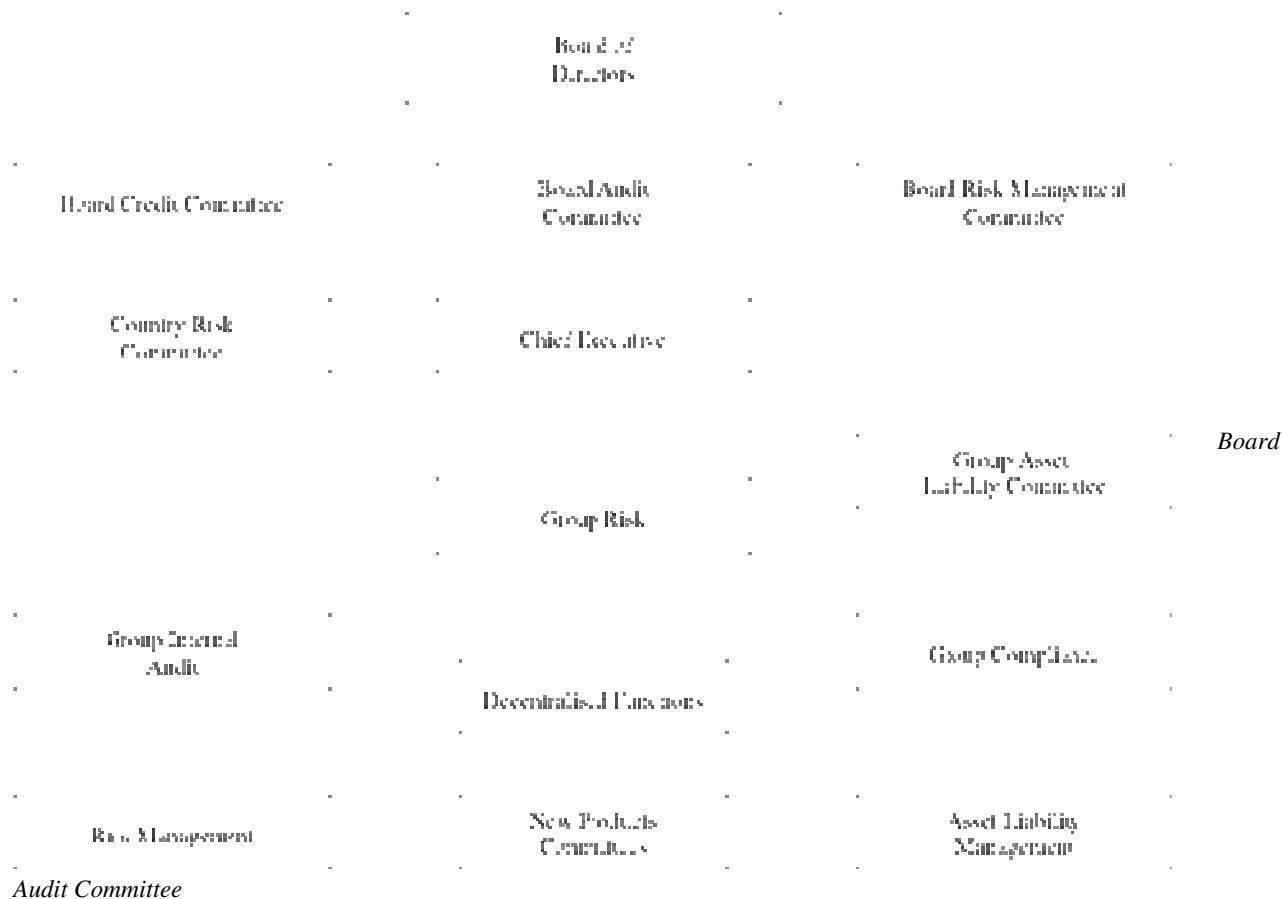 Board of
Directors
Board Credit Committee
Board Audit
Committee
Board Risk Management
Committee
Country Risk
Committee
Chief Executive
Board
Group Asset
Liability Committee
Group Risk
Group Internal
Audit
Group Compliance
Decentralised Functions
Risk Management
New Products
Committees
Asset Liability
Management
Audit Committee